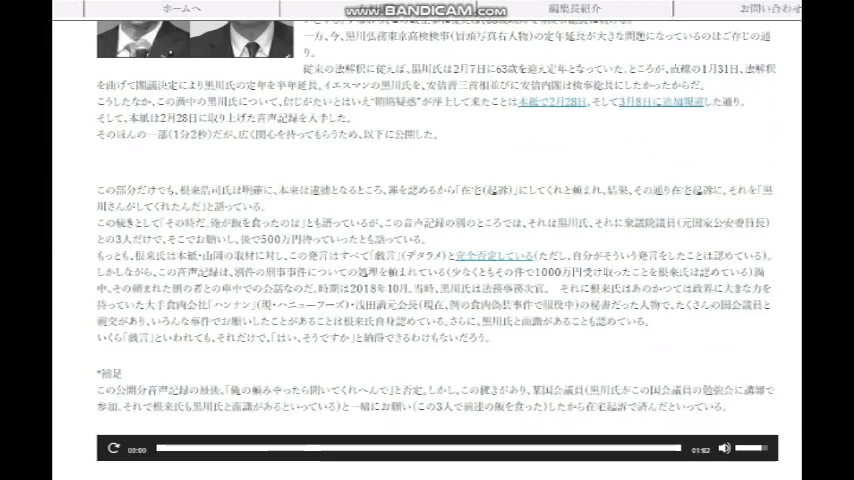 ホームへ
www.BANDICAM.com
編集長紹介
お問い合わせ
一方、今、黒川弘務東京高検検事(冒頭写真右人物)の定年延長が大きな問題になっているのはご存じの通
り。
従来の法解釈に従えば、黒川氏は2月7日に63歳を迎え定年となっていた。ところが、直標の1月31日、法解釈
を曲げて閣議決定により黒川氏の定年を半年延長。イエスマンの黒川氏を、安倍晋三首相並びに安倍内閣は検事総長にしたかったからだ。
こうしたなか、この渦中の黒川氏について、信じがたいとはいえ“賄賂疑惑”が浮上して来たことは本紙で2月28日、そして3月8日に追加報道した通り。
そして、本紙は2月28日に取り上げた音声記録を入手した。
そのほんの一部(1分2秒)だが、広く関心を持ってもらうため、以下に公開した。
この部分だけでも、根来浩司氏は明確に、本来は逮捕となるところ、罪を認めるから「在宅(起訴)」にしてくれと頼まれ、結果、その通り在宅起訴に。それを「黒
川さんがしてくれたんだ」と語っている。
この続きとして「その時だ。俺が飯を食ったのは」とも語っているが、この音声記録の別のところでは、それは黒川氏、それに衆議院議員(元国家公安委員長)
との3人だけで、そこでお願いし、後で500万円持っていったとも語っている。
もっとも、根来氏は本紙・山岡の取材に対し、この発言はすべて「戯言」(デタラメ)と完全否定している(ただし、自分がそういう発言をしたことは認めている)。
しかしながら、この音声記録は、別件の刑事事件についての処理を頼まれている(少なくともその件で1000万円受け取ったことを根来氏は認めている)渦
中、その頼まれた側の者との車中での会話なのだ。時期は2018年10月。当時、黒川氏は法務事務次官。 それに根来氏はあのかつては政界に大きな力を
持っていた大手食肉会社「ハンナン」(現・ハニューフーズ)・浅田満元会長(現在、例の食肉偽装事件で服役中)の秘書だった人物で、たくさんの国会議員と
親交があり、いろんな事件でお願いしたことがあることは根来氏自身認めている。さらに、黒川氏と面識があることも認めている。
いくら「戯言」といわれても、それだけで、「はい、そうですか」と納得できるわけもないだろう。
*補足
この公開分音声記録の最後、「俺の頼みやったら聞いてくれへんで」と否定。しかし、この続きがあり、某国会議員(黒川氏がこの国会議員の勉強会に講師で
参加。それで根来氏も黒川氏と面識があるといっている)と一緒にお願い(この3人で前述の飯を食った)したから在宅起訴で済んだといっている。
00:00
01:02